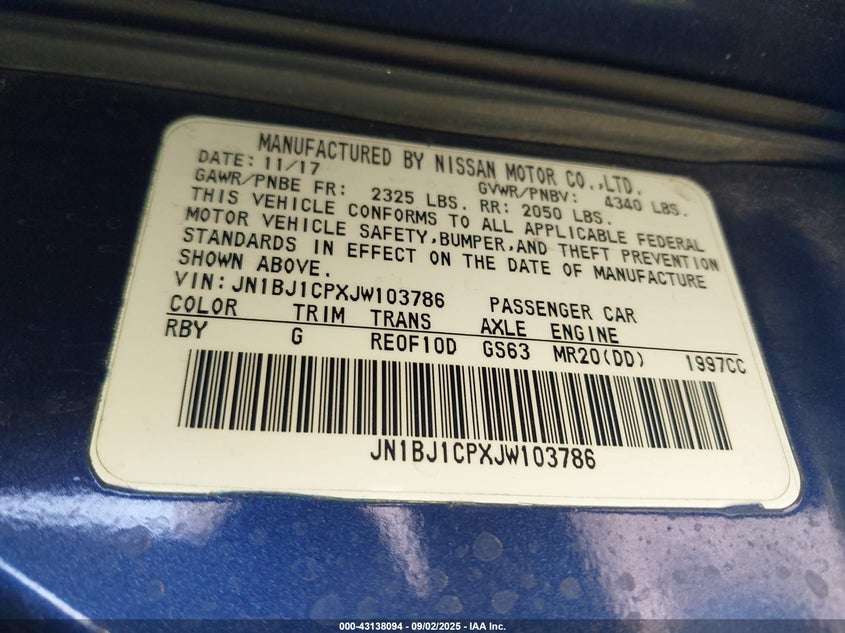 MANUFACTURED BY NISSAN MOTOR CO.,LTD.
DATE: 11/17 GVWR/PNBV: 4340 LBS.
GAWR/PNBE FR: 2325 LBS. RR: 2050 LBS.
THIS VEHICLE CONFORMS TO ALL APPLICABLE FEDERAL
MOTOR VEHICLE SAFETY,BUMPER,AND THEFT PREVENTION
STANDARDS IN EFFECT ON THE DATE OF MANUFACTURE
SHOWN ABOVE.
VIN: JN1BJ1CPXJW103786 PASSENGER CAR
COLOR TRIM TRANS AXLE ENGINE
RBY G RE0F10D GS63 MR20(DD) 1997CC
JN1BJ1CPXJW103786
000-43138094 - 09/02/2025 - IAA Inc.